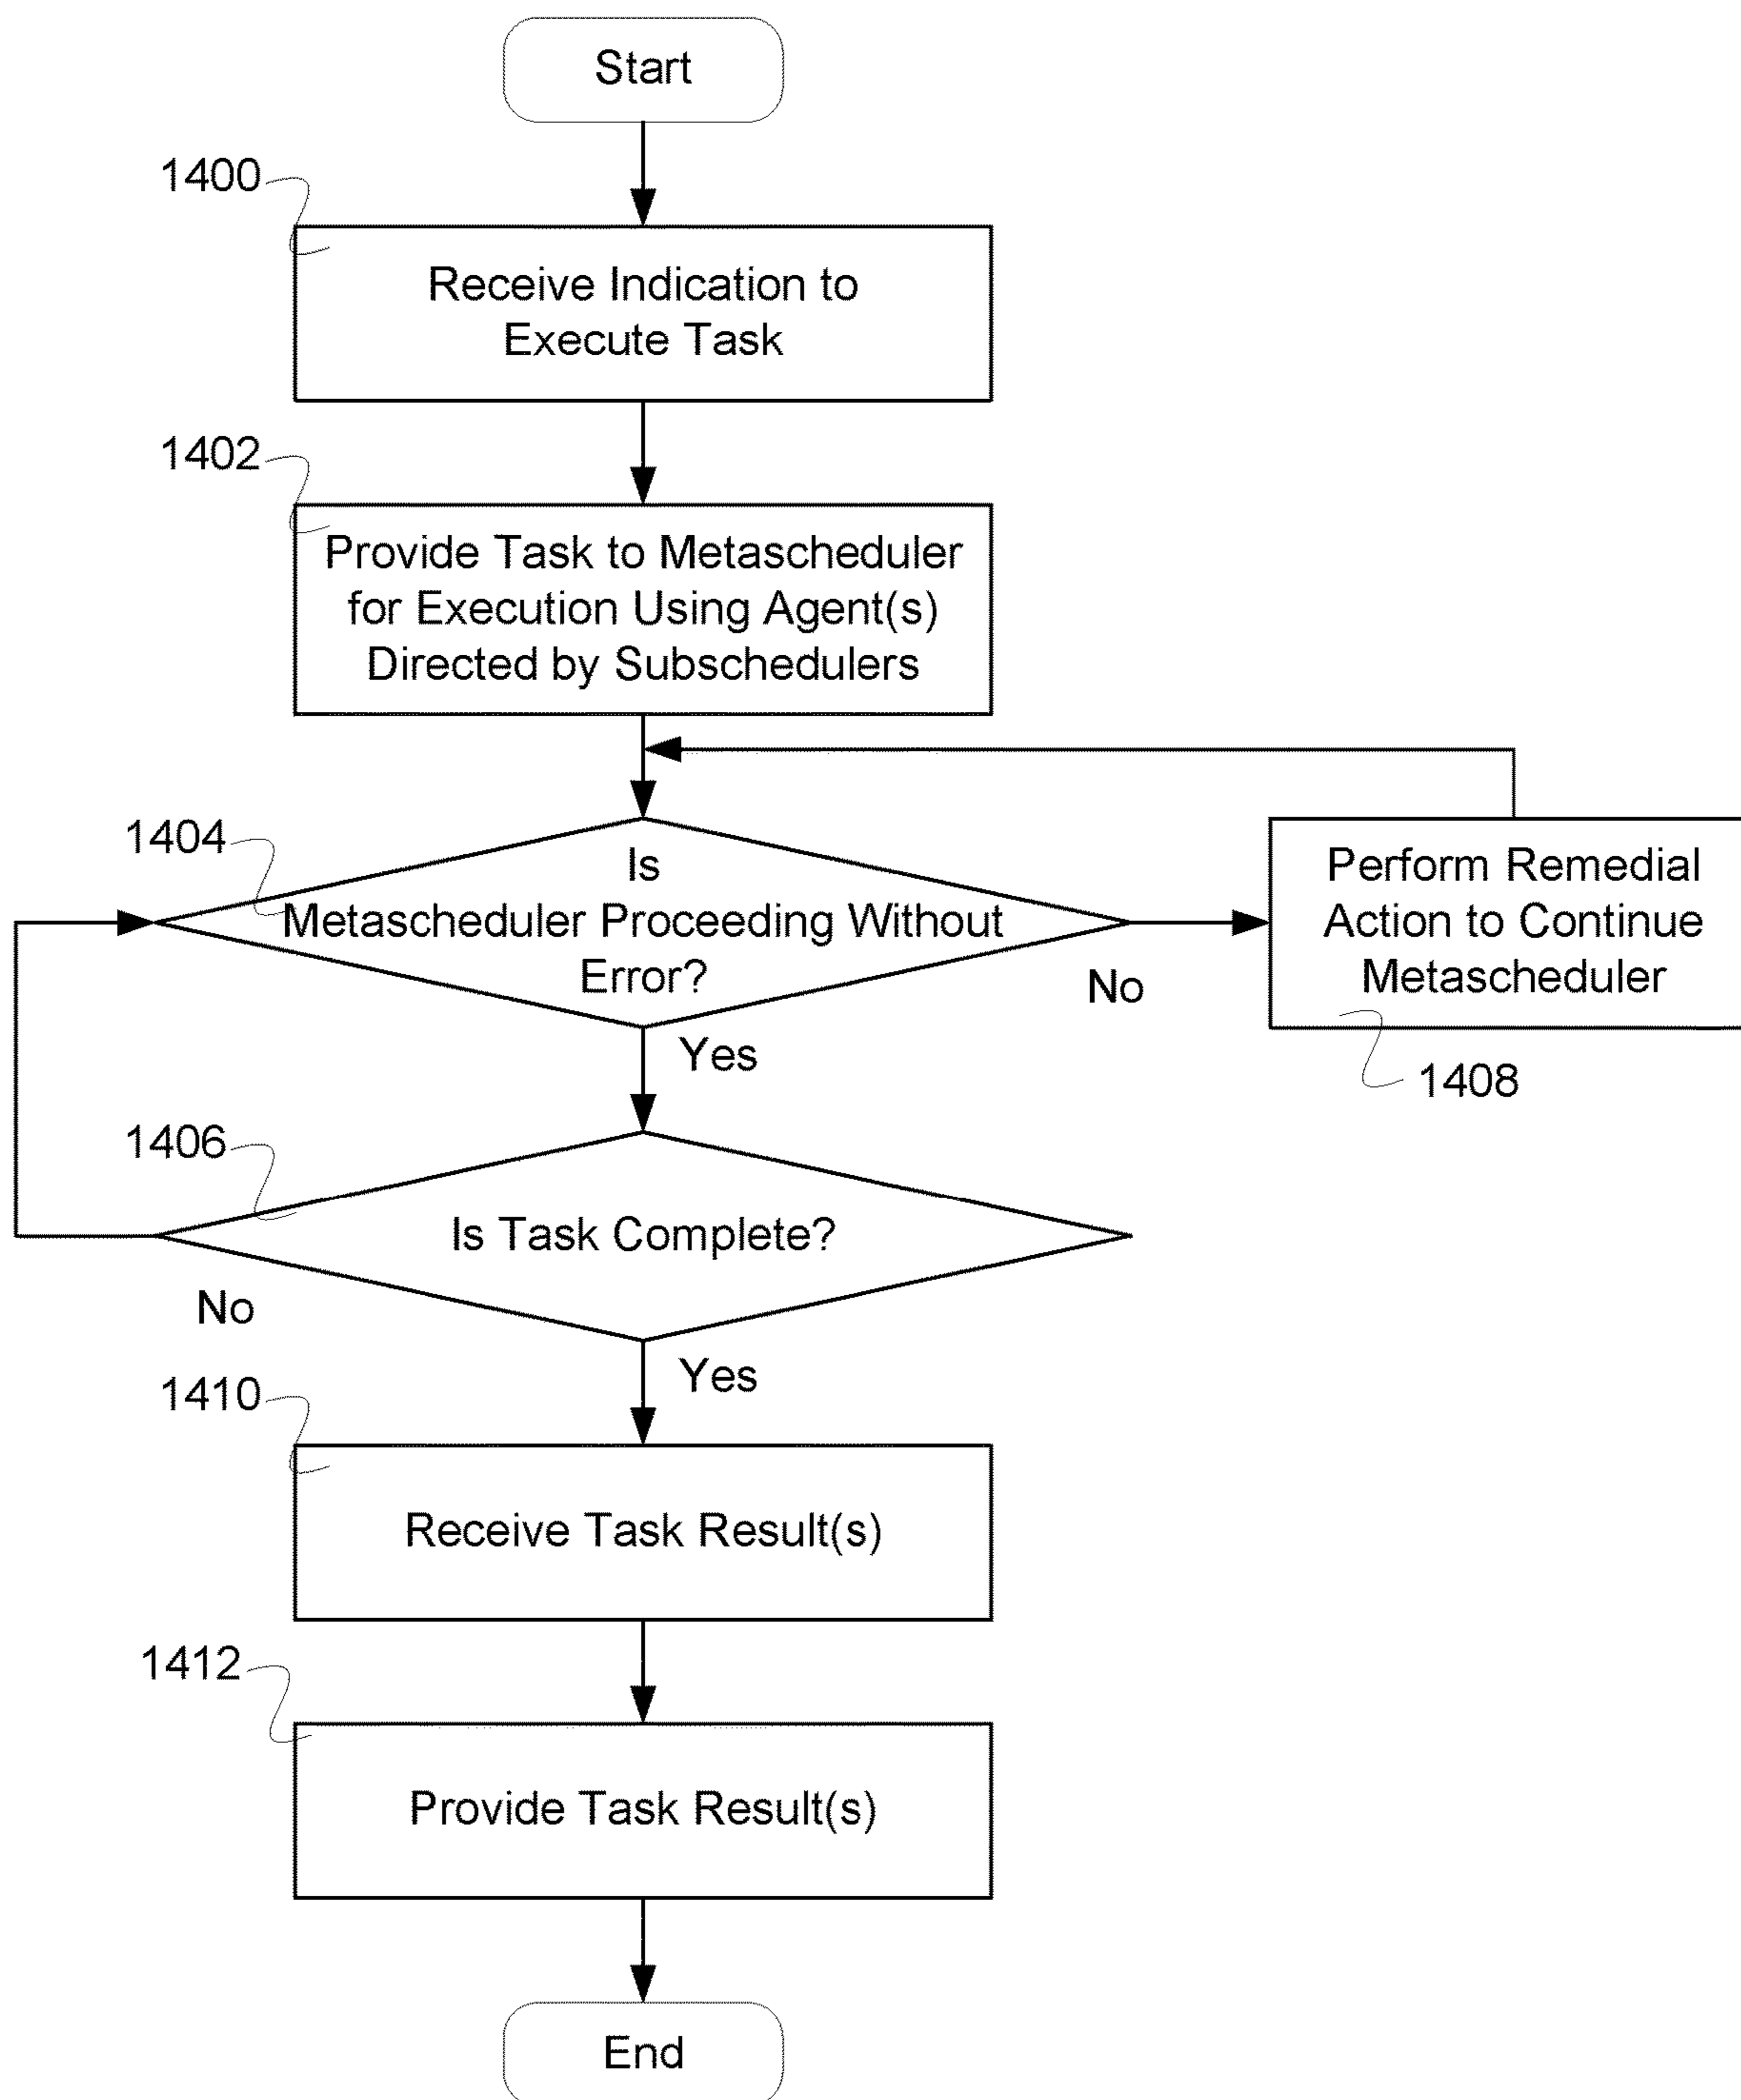 Start
1400
Receive Indication to
Execute Task
1402
Provide Task to Metascheduler
for Execution Using Agent(s)
Directed by Subschedulers
1404
Is
Metascheduler Proceeding Without
Error?
No
Perform Remedial
Action to Continue
Metascheduler
1408
Yes
1406
Is Task Complete?
No
Yes
1410
Receive Task Result(s)
1412
Provide Task Result(s)
End